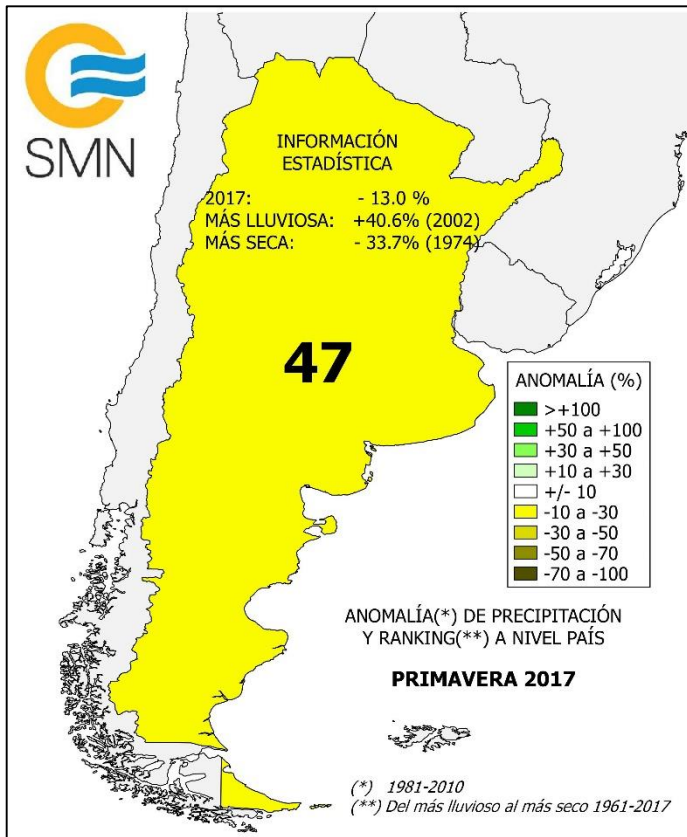 SMN
INFORMACIÓN
ESTADÍSTICA
2017: - 13.0 %
MÁS LLUVIOSA: +40.6% (2002)
MÁS SECA: - 33.7% (1974)
47
ANOMALÍA (%)
>+100
+50 a +100
+30 a +50
+10 a +30
+/- 10
-10 a -30
-30 a -50
-50 a -70
-70 a -100
ANOMALÍA(*) DE PRECIPITACIÓN
Y RANKING(**) A NIVEL PAÍS
PRIMAVERA 2017
(*) 1981-2010
(**) Del más lluvioso al más seco 1961-2017